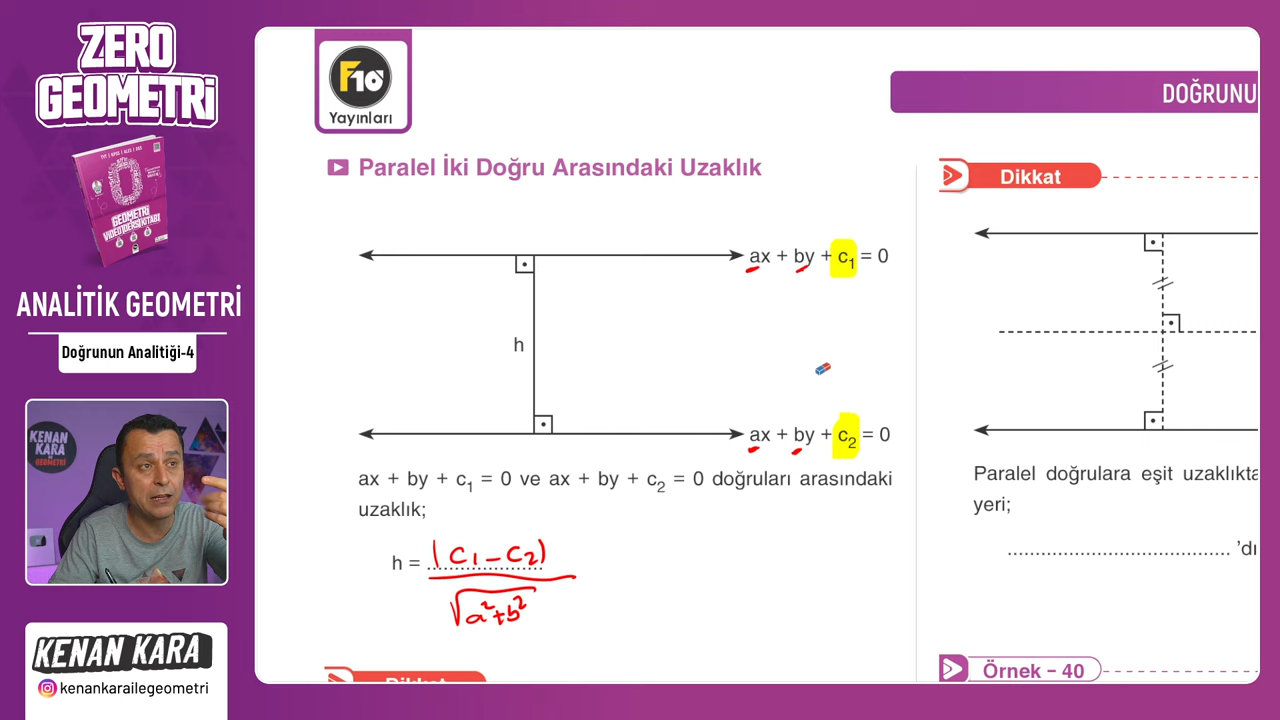 ZERO
GEOMETRİ
GEOMETRİ
VİDEO DERS KİTABI
ANALİTİK GEOMETRİ
Doğrunun Analitiği-4
KENAN KARA
İLE
GEOMETRİ
KENAN KARA
kenankarailegeometri
F10
Yayınları
DOĞRUNU
Paralel İki Doğru Arasındaki Uzaklık
ax + by + c₁ = 0
h
ax + by + c₂ = 0
ax + by + c₁ = 0 ve ax + by + c₂ = 0 doğruları arasındaki
uzaklık;
h = .....................
|c₁ - c₂|
√a²+b²
Dikkat
Dikkat
Paralel doğrulara eşit uzaklıkta
yeri;
........................................ 'dı
Örnek – 40